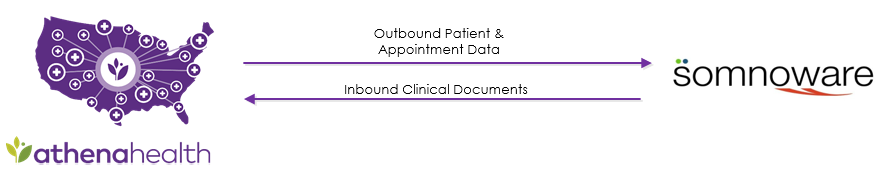 Outbound Patient &
Appointment Data
Inbound Clinical Documents
somnoware
athenahealth